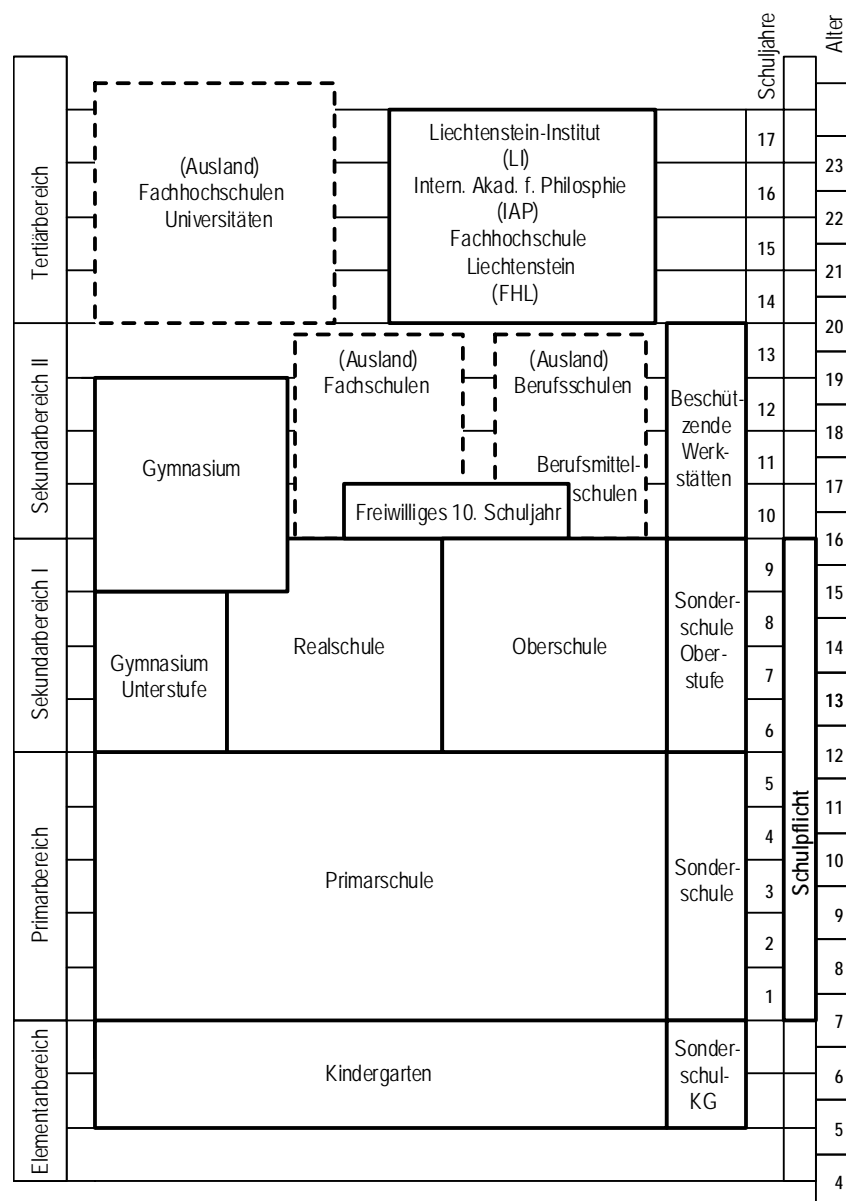 Schuljahre
Alter
Tertiärbereich
(Ausland)
Fachhochschulen
Universitäten
Liechtenstein-Institut
(LI)
Intern. Akad. f. Philosphie
(IAP)
Fachhochschule
Liechtenstein
(FHL)
17
16
15
14
23
22
21
20
Sekundarbereich II
Gymnasium
(Ausland)
Fachschulen
(Ausland)
Berufsschulen
Berufsmittel-
schulen
Freiwilliges 10. Schuljahr
Beschüt-
zende
Werk-
stätten
13
12
11
10
19
18
17
16
Sekundarbereich I
Gymnasium
Unterstufe
Realschule
Oberschule
Sonder-
schule
Ober-
stufe
9
8
7
6
15
14
13
12
Primarbereich
Primarschule
Sonder-
schule
5
4
3
2
1
Schulpflicht
11
10
9
8
7
Elementarbereich
Kindergarten
Sonder-
schul-
KG
6
5
4